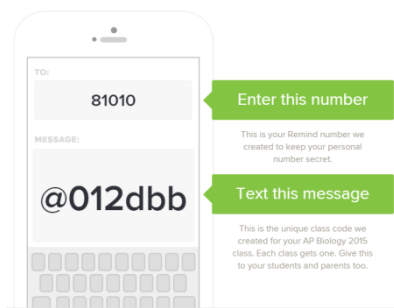 TO:
81010
Enter this number
This is your Remind number we
created to keep your personal
number secret.
MESSAGE:
@012dbb
Text this message
This is the unique class code we
created for your AP Biology 2015
class. Each class gets one. Give this
to your students and parents too.